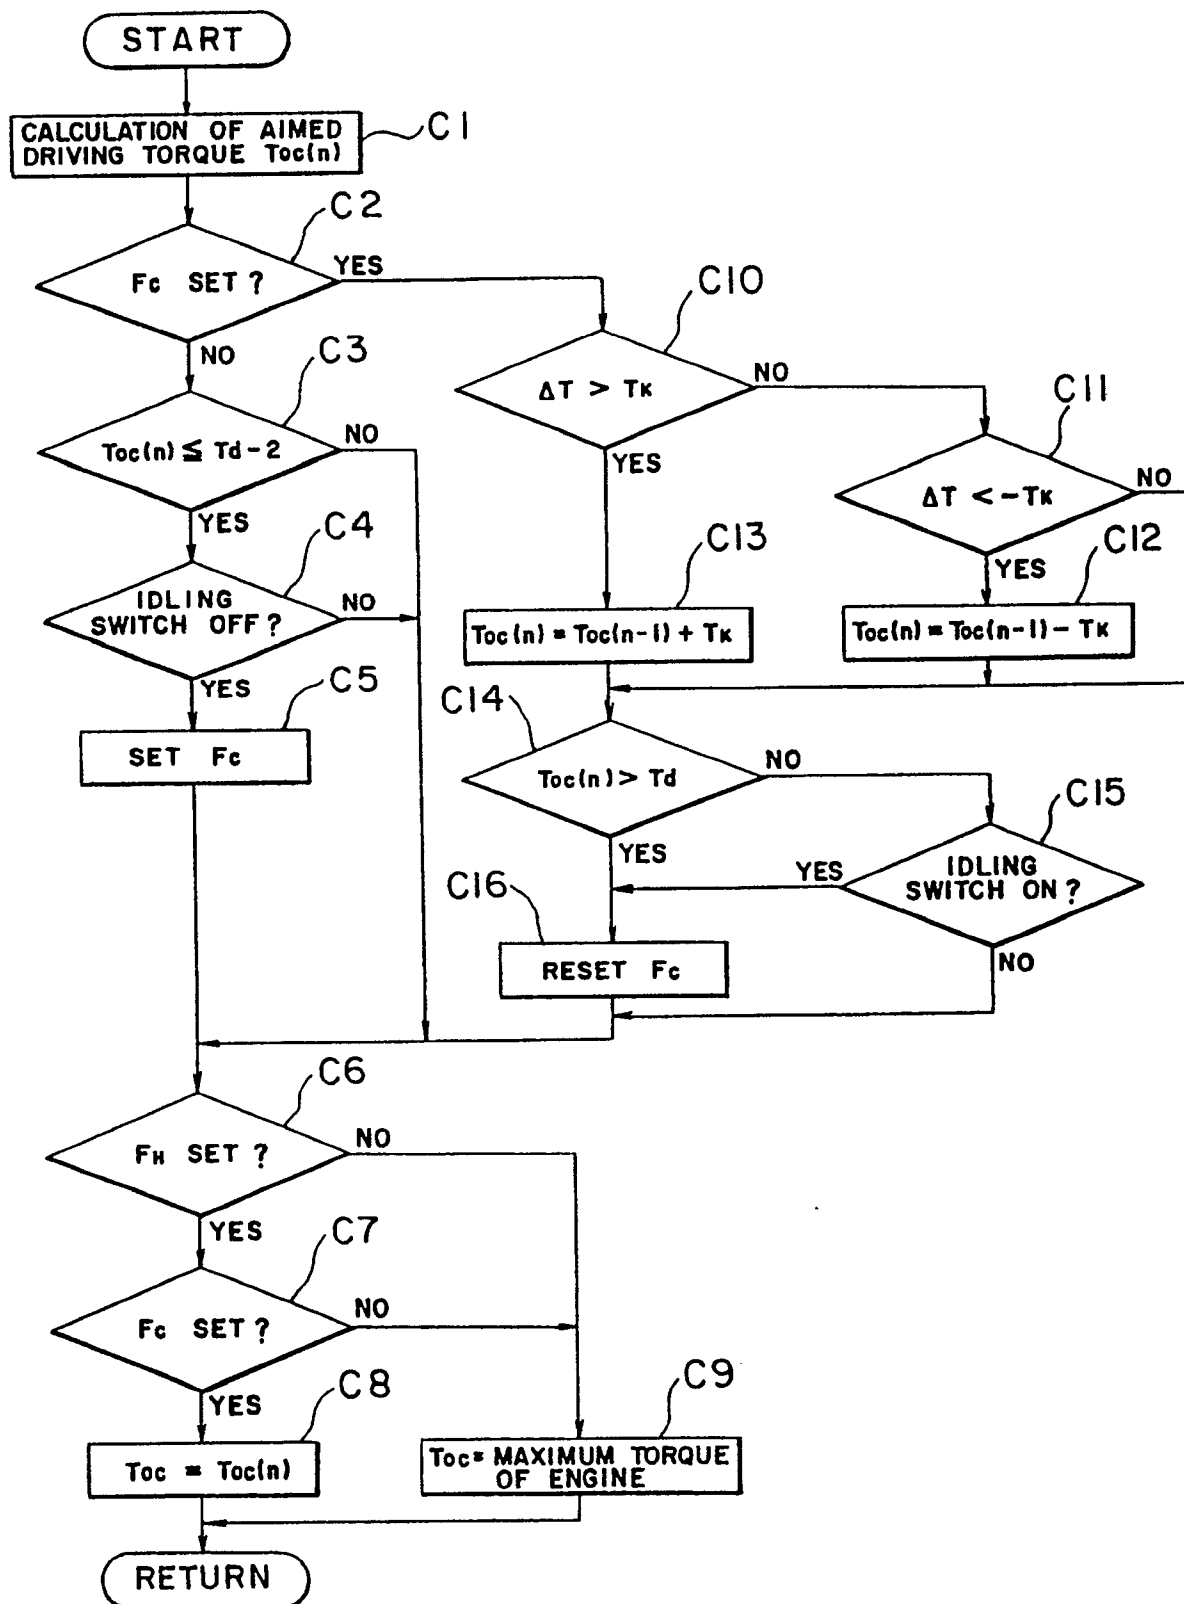 START
CALCULATION OF AIMED
DRIVING TORQUE Toc(n)
C1
C2
Fc SET ?
YES
NO
C3
Toc(n) ≦ Td-2
NO
YES
C4
IDLING
SWITCH OFF ?
NO
YES
C5
SET Fc
C10
ΔT > TK
NO
YES
C11
ΔT < -TK
NO
YES
C12
Toc(n) = Toc(n-1) - TK
C13
Toc(n) = Toc(n-1) + TK
C14
Toc(n) > Td
NO
YES
C15
IDLING
SWITCH ON ?
YES
NO
C16
RESET Fc
C6
FH SET ?
NO
YES
C7
Fc SET ?
NO
YES
C8
Toc = Toc(n)
C9
Toc = MAXIMUM TORQUE
OF ENGINE
RETURN